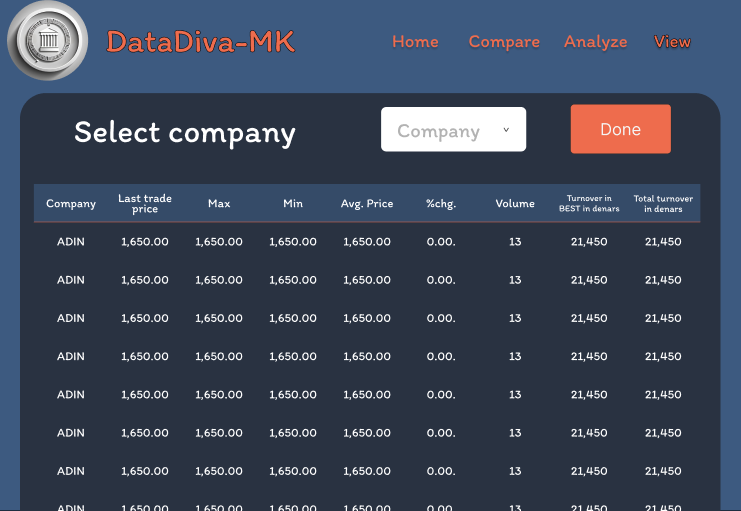 DataDiva-MK
Home Compare Analyze View
Select company
Company
Done
Company Last trade price Max Min Avg. Price %chg. Volume Turnover in BEST in denars Total turnover in denars
ADIN 1,650.00 1,650.00 1,650.00 1,650.00 0.00. 13 21,450 21,450
ADIN 1,650.00 1,650.00 1,650.00 1,650.00 0.00. 13 21,450 21,450
ADIN 1,650.00 1,650.00 1,650.00 1,650.00 0.00. 13 21,450 21,450
ADIN 1,650.00 1,650.00 1,650.00 1,650.00 0.00. 13 21,450 21,450
ADIN 1,650.00 1,650.00 1,650.00 1,650.00 0.00. 13 21,450 21,450
ADIN 1,650.00 1,650.00 1,650.00 1,650.00 0.00. 13 21,450 21,450
ADIN 1,650.00 1,650.00 1,650.00 1,650.00 0.00. 13 21,450 21,450
ADIN 1,650.00 1,650.00 1,650.00 1,650.00 0.00 13 21,450 21,450